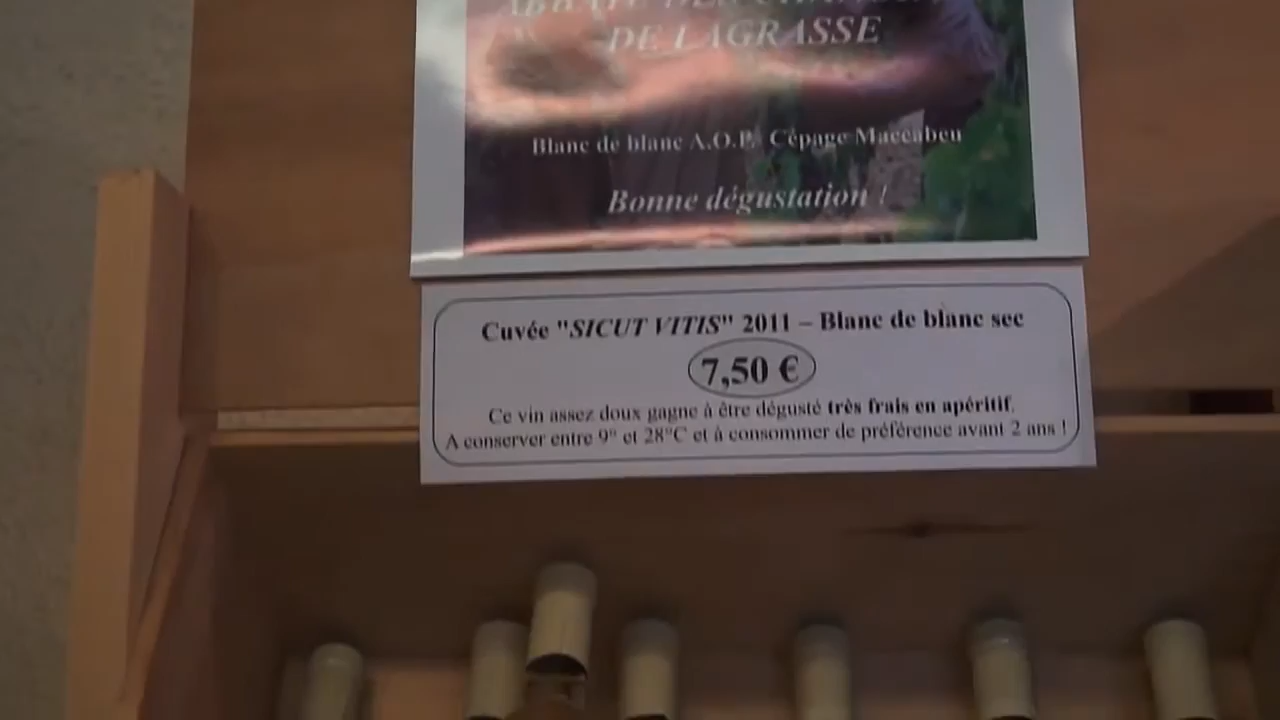 DE LAGRASSE
Blanc de blanc A.O.P. Cépage Maccabeu
Bonne dégustation !
Cuvée "SICUT VITIS" 2011 – Blanc de blanc sec
7,50 €
Ce vin assez doux gagne à être dégusté très frais en apéritif.
A conserver entre 9° et 28°C et à consommer de préférence avant 2 ans !